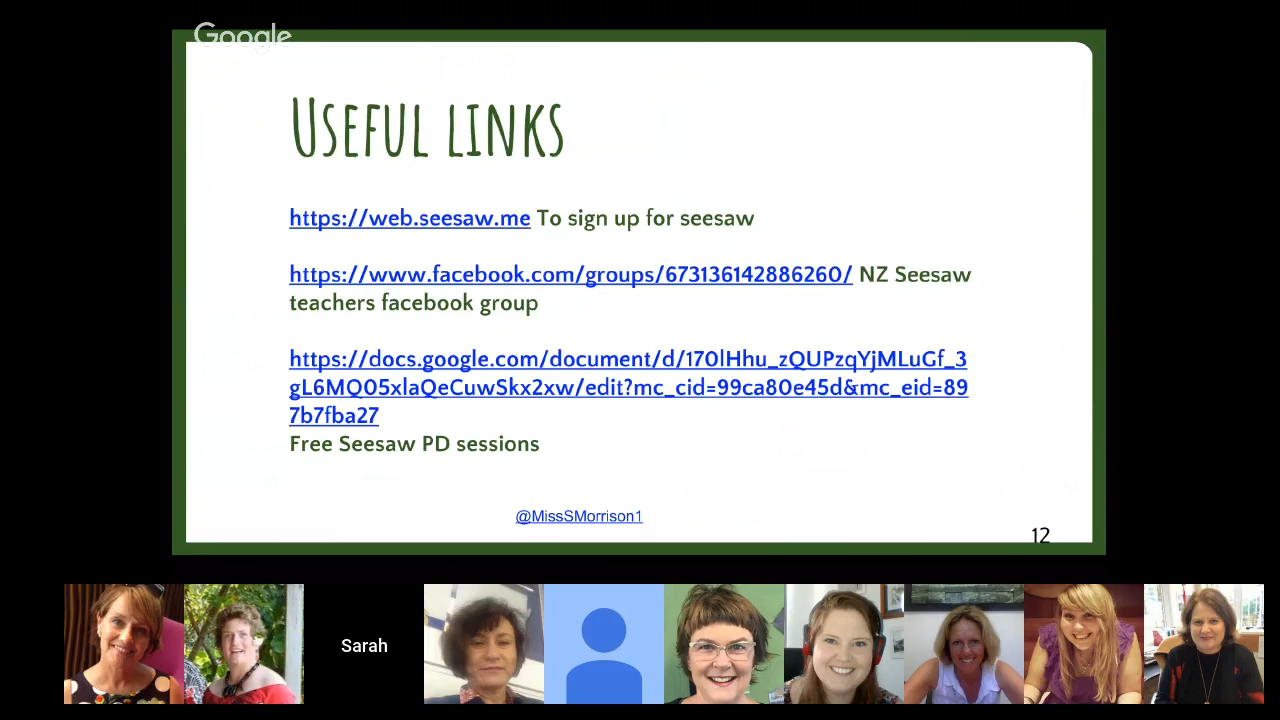 Google
USEFUL LINKS
https://web.seesaw.me To sign up for seesaw
https://www.facebook.com/groups/673136142886260/ NZ Seesaw
teachers facebook group
https://docs.google.com/document/d/170lHhu_zQUPzqYjMLuGf_3
gL6MQ05xlaQeCuwSkx2xw/edit?mc_cid=99ca80e45d&mc_eid=89
7b7fba27
Free Seesaw PD sessions
@MissSMorrison1
12
Sarah